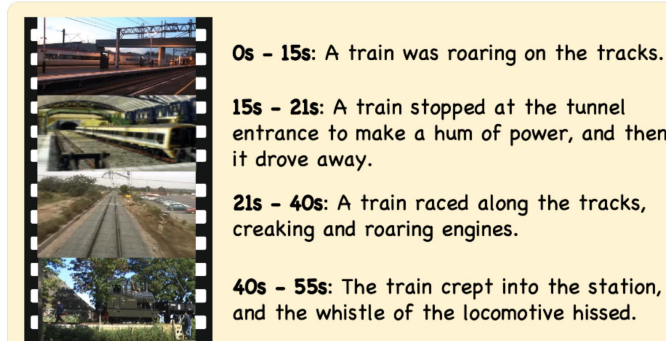 0s – 15s: A train was roaring on the tracks.
15s – 21s: A train stopped at the tunnel
entrance to make a hum of power, and then
it drove away.
21s – 40s: A train raced along the tracks,
creaking and roaring engines.
40s – 55s: The train crept into the station,
and the whistle of the locomotive hissed.